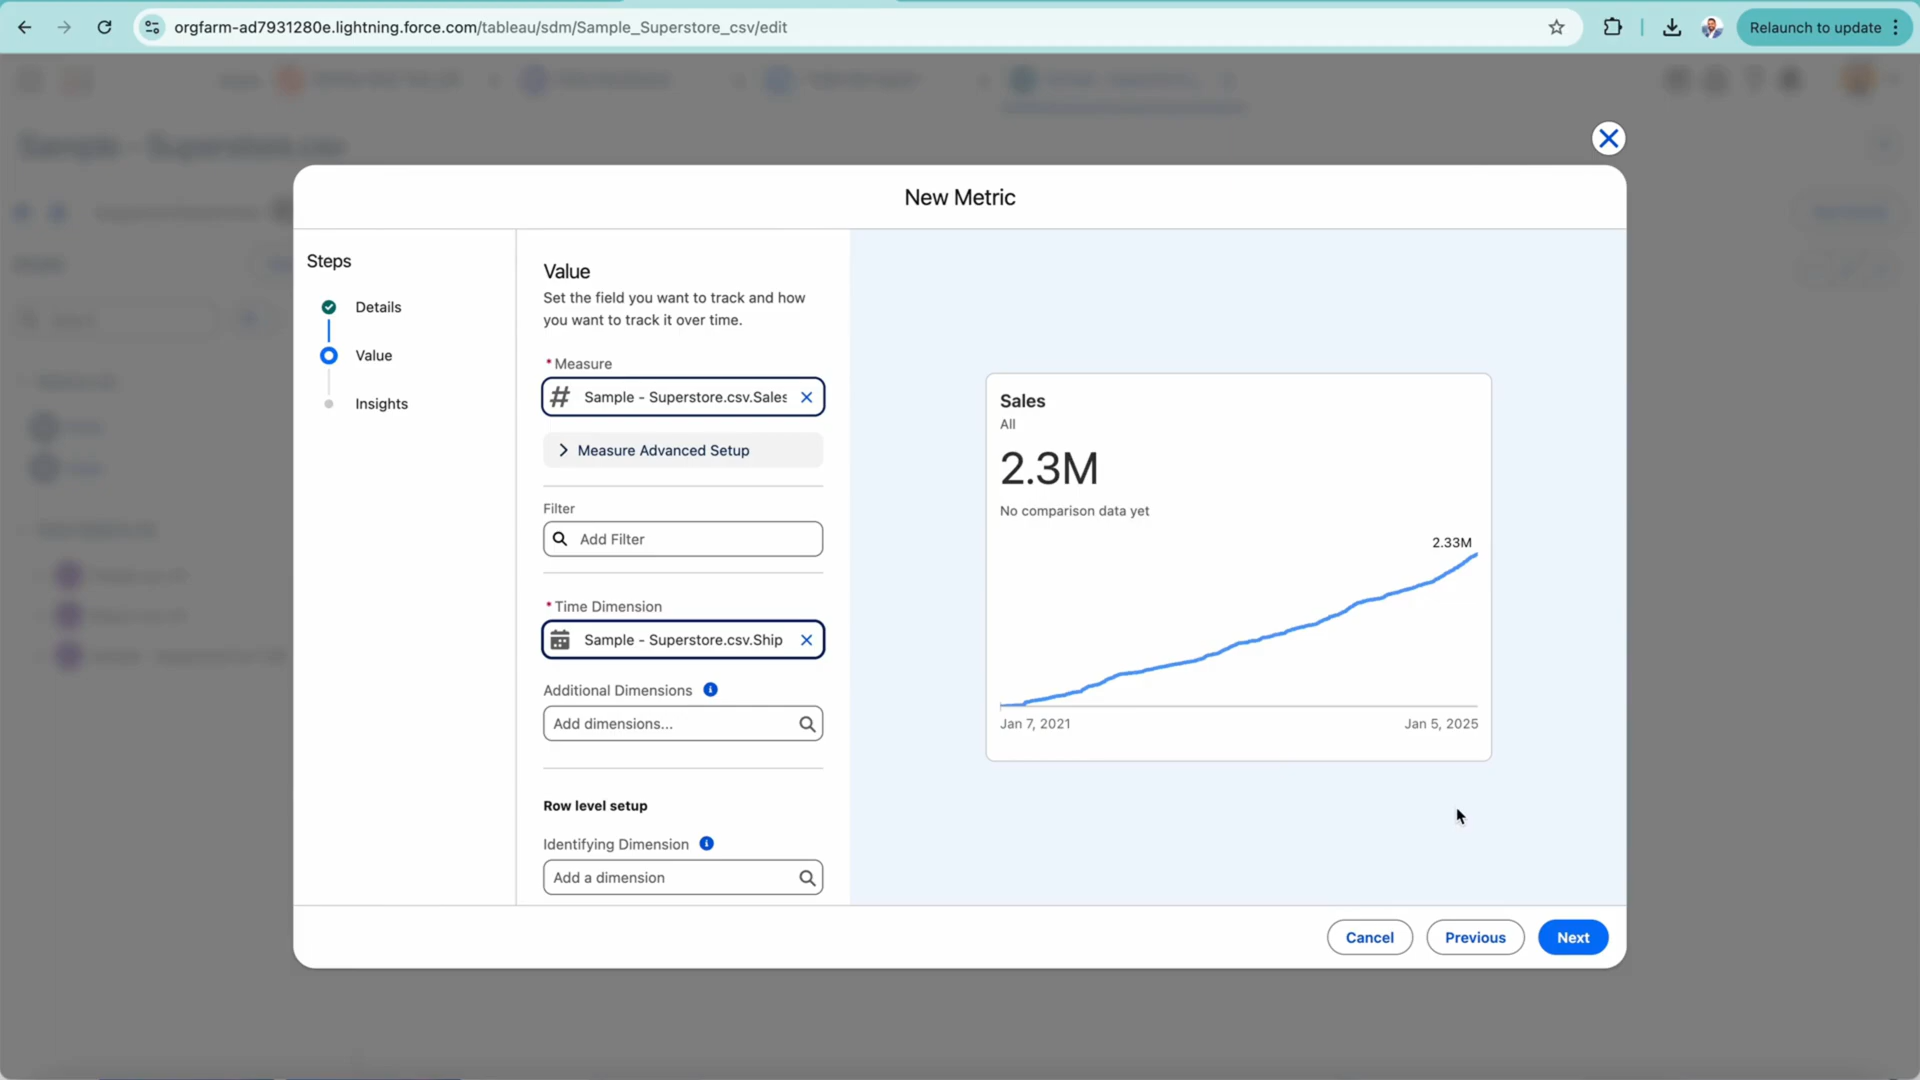 orgfarm-ad7931280e.lightning.force.com/tableau/sdm/Sample_Superstore_csv/edit
Relaunch to update
Sample - Superstore.csv
New Metric
Steps
Details
Value
Insights
Value
Set the field you want to track and how
you want to track it over time.
* Measure
Sample - Superstore.csv.Sales
Measure Advanced Setup
Filter
Add Filter
* Time Dimension
Sample - Superstore.csv.Ship
Additional Dimensions
Add dimensions...
Row level setup
Identifying Dimension
Add a dimension
Sales
All
2.3M
No comparison data yet
2.33M
Jan 7, 2021
Jan 5, 2025
Cancel
Previous
Next